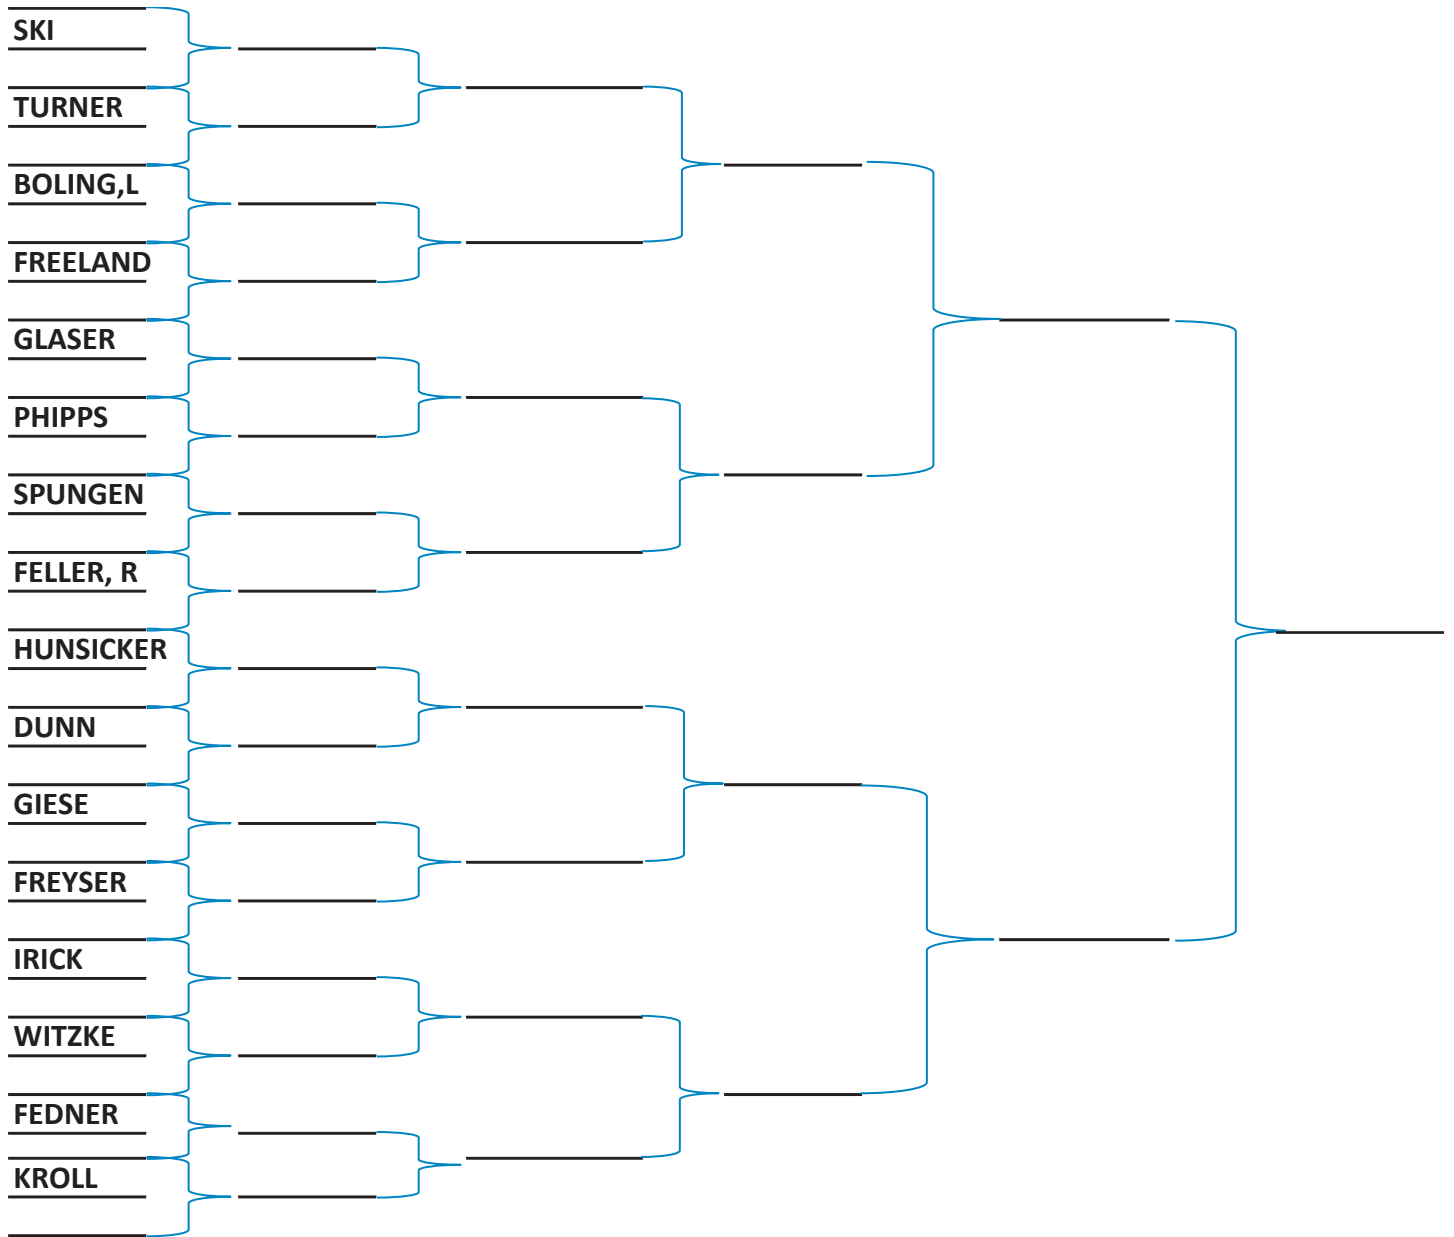 SKI
TURNER
BOLING,L
FREELAND
GLASER
PHIPPS
SPUNGEN
FELLER, R
HUNSICKER
DUNN
GIESE
FREYSER
IRICK
WITZKE
FEDNER
KROLL